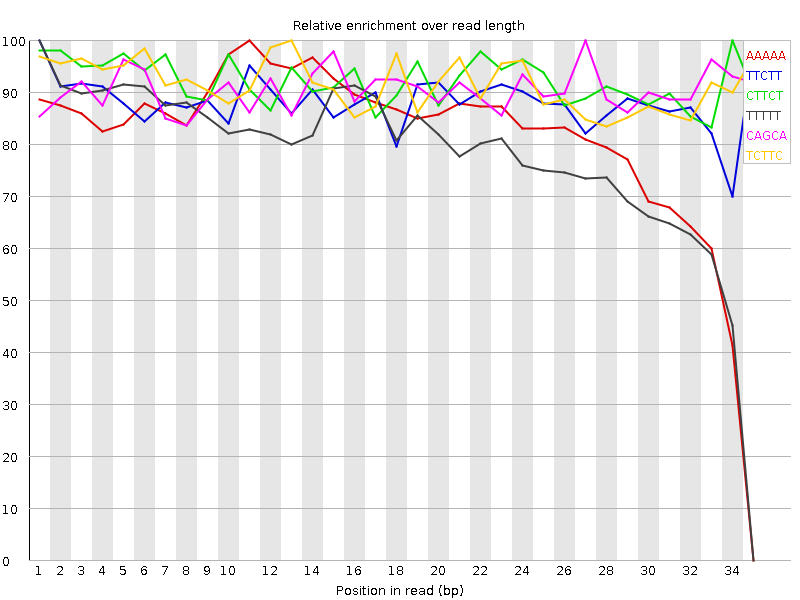 Relative enrichment over read length
100
90
80
70
60
50
40
30
20
10
0
AAAAA
TTCTT
CTTCT
TTTTT
CAGCA
TCTTC
1 2 3 4 5 6 7 8 9 10 12 14 16 18 20 22 24 26 28 30 32 34
Position in read (bp)